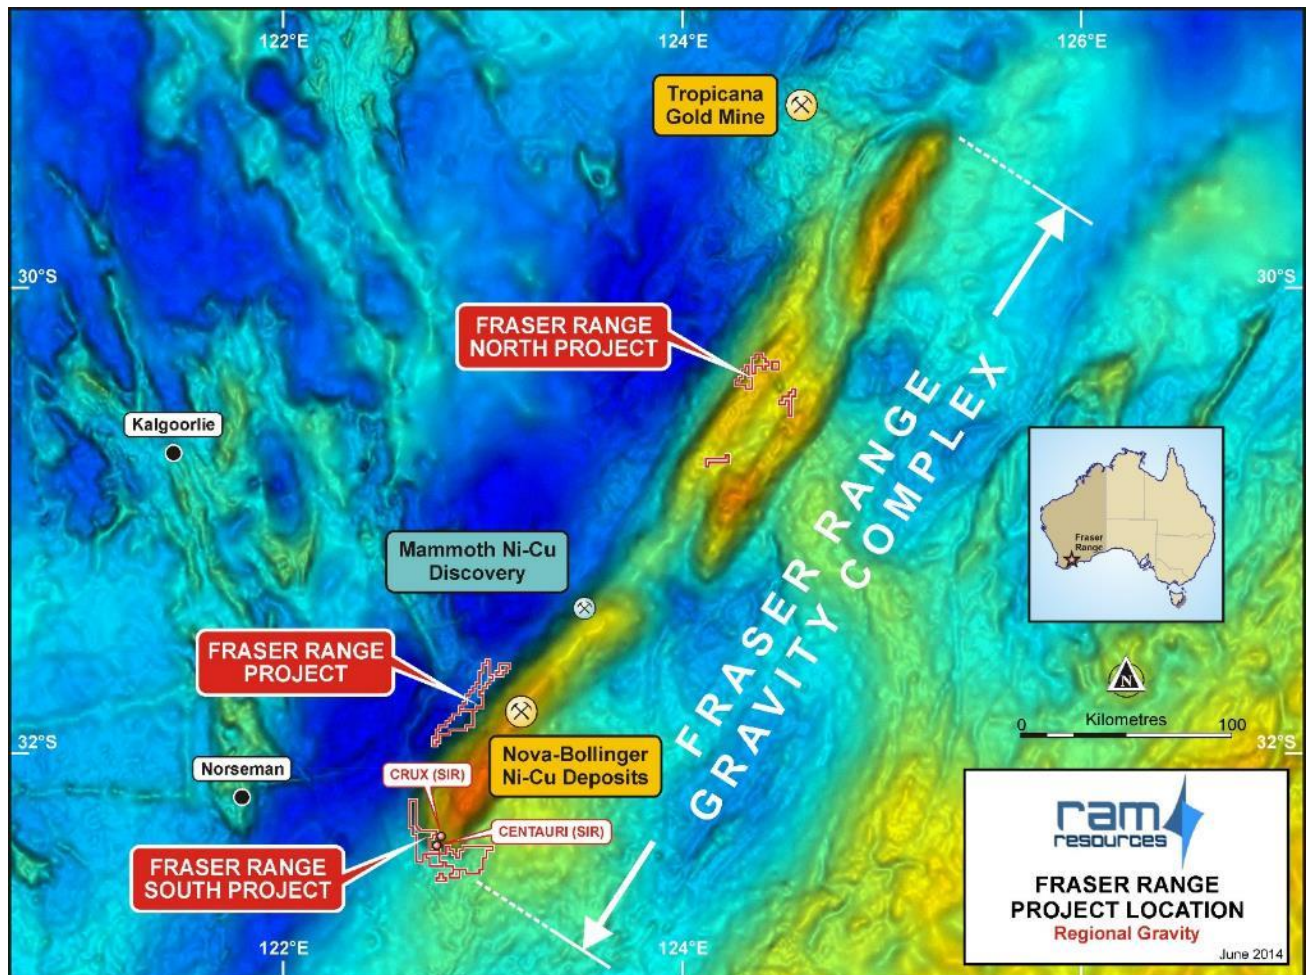 122°E
124°E
126°E
Tropicana
Gold Mine
30°S
30°S
FRASER RANGE
NORTH PROJECT
Kalgoorlie
FRASER RANGE
GRAVITY COMPLEX
Fraser
Range
Mammoth Ni-Cu
Discovery
FRASER RANGE
PROJECT
N
0
Kilometres
100
32°S
32°S
Nova-Bollinger
Ni-Cu Deposits
Norseman
CRUX (SIR)
CENTAURI (SIR)
FRASER RANGE
SOUTH PROJECT
ram
resources
FRASER RANGE
PROJECT LOCATION
Regional Gravity
June 2014
122°E
124°E